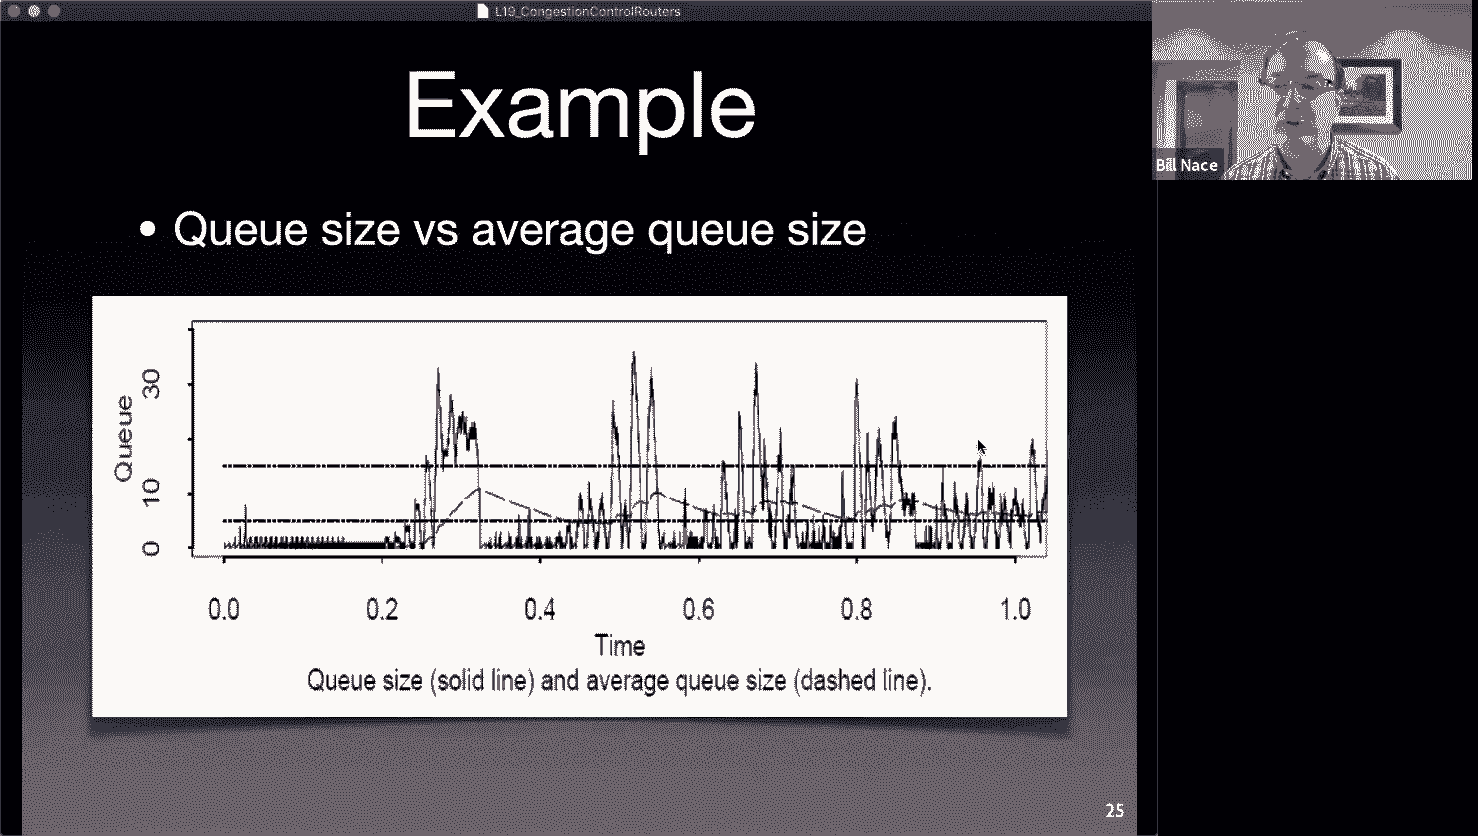 L19_CongestionControlRouters
Example
Bill Nace
• Queue size vs average queue size
Queue
30
10
0
0.0 0.2 0.4 0.6 0.8 1.0
Time
Queue size (solid line) and average queue size (dashed line).
25